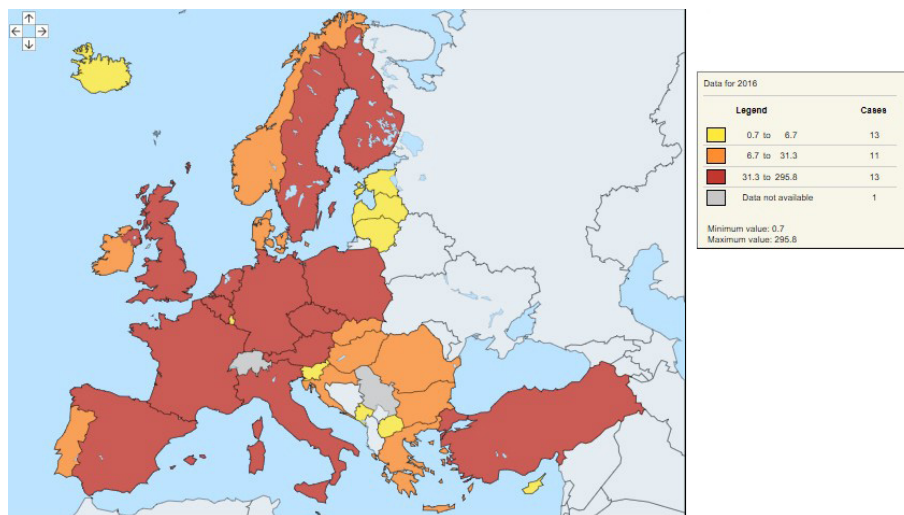 Data for 2016
Legend Cases
0.7 to 6.7 13
6.7 to 31.3 11
31.3 to 295.8 13
Data not available 1
Minimum value: 0.7
Maximum value: 295.8